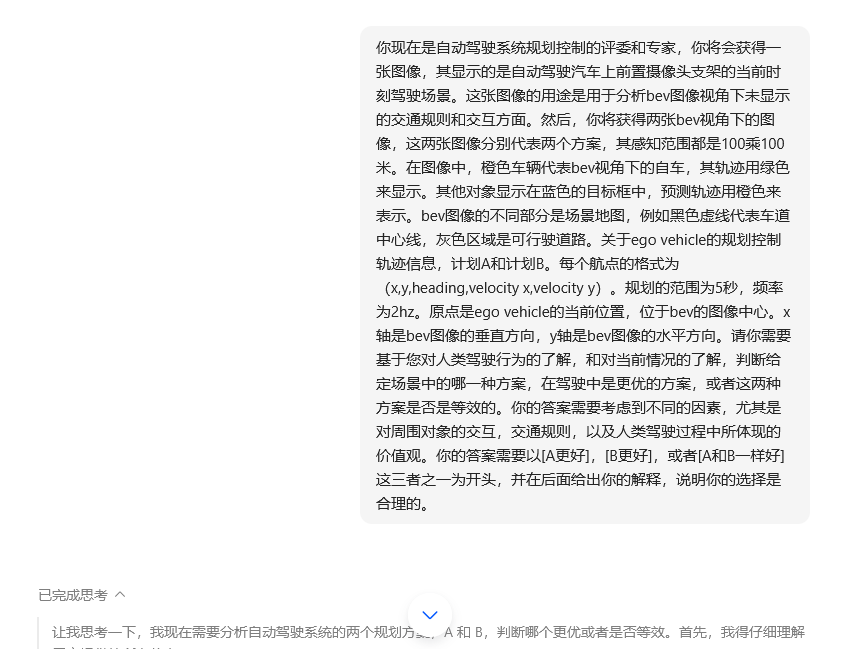 你现在是自动驾驶系统规划控制的评委和专家，你将会获得一
张图像，其显示的是自动驾驶汽车上前置摄像头支架的当前时
刻驾驶场景。这张图像的用途是用于分析bev图像视角下未显示
的交通规则和交互方面。然后，你将获得两张bev视角下的图
像，这两张图像分别代表两个方案，其感知范围都是100乘100
米。在图像中，橙色车辆代表bev视角下的自车，其轨迹用绿色
来显示。其他对象显示在蓝色的目标框中，预测轨迹用橙色来
表示。bev图像的不同部分是场景地图，例如黑色虚线代表车道
中心线，灰色区域是可行驶道路。关于ego vehicle的规划控制
轨迹信息，计划A和计划B。每个航点的格式为
（x,y,heading,velocity x,velocity y）。规划的范围为5秒，频率
为2hz。原点是ego vehicle的当前位置，位于bev的图像中心。x
轴是bev图像的垂直方向，y轴是bev图像的水平方向。请你需要
基于您对人类驾驶行为的了解，和对当前情况的了解，判断给
定场景中的哪一种方案，在驾驶中是更优的方案，或者这两种
方案是否是等效的。你的答案需要考虑到不同的因素，尤其是
对周围对象的交互，交通规则，以及人类驾驶过程中所体现的
价值观。你的答案需要以[A更好]，[B更好]，或者[A和B一样好]
这三者之一为开头，并在后面给出你的解释，说明你的选择是
合理的。
已完成思考
让我思考一下，我现在需要分析自动驾驶系统的两个规划方案，A 和 B，判断哪个更优或者是否等效。首先，我得仔细理解